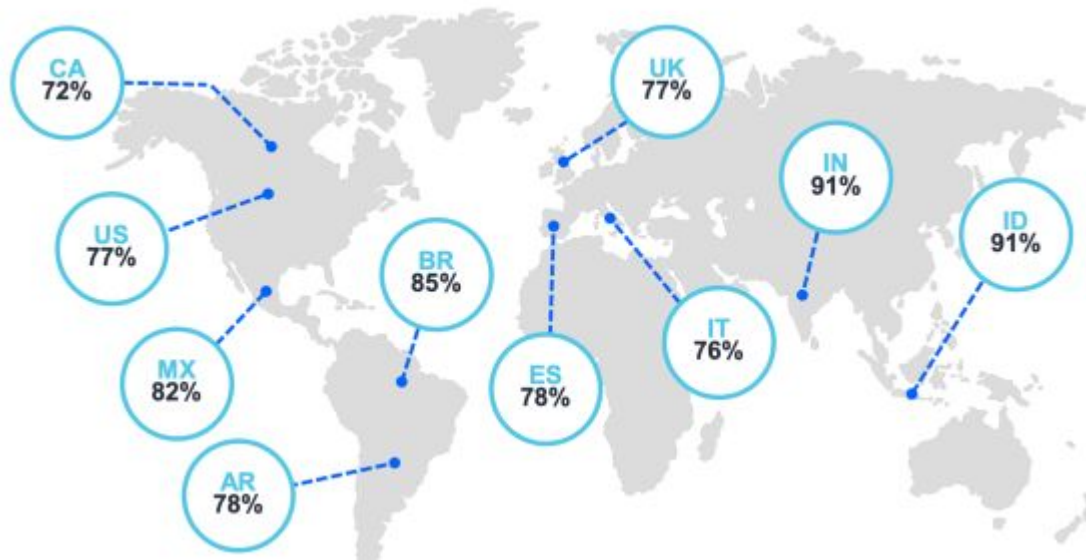 CA
72%
UK
77%
IN
91%
ID
91%
US
77%
BR
85%
IT
76%
MX
82%
ES
78%
AR
78%